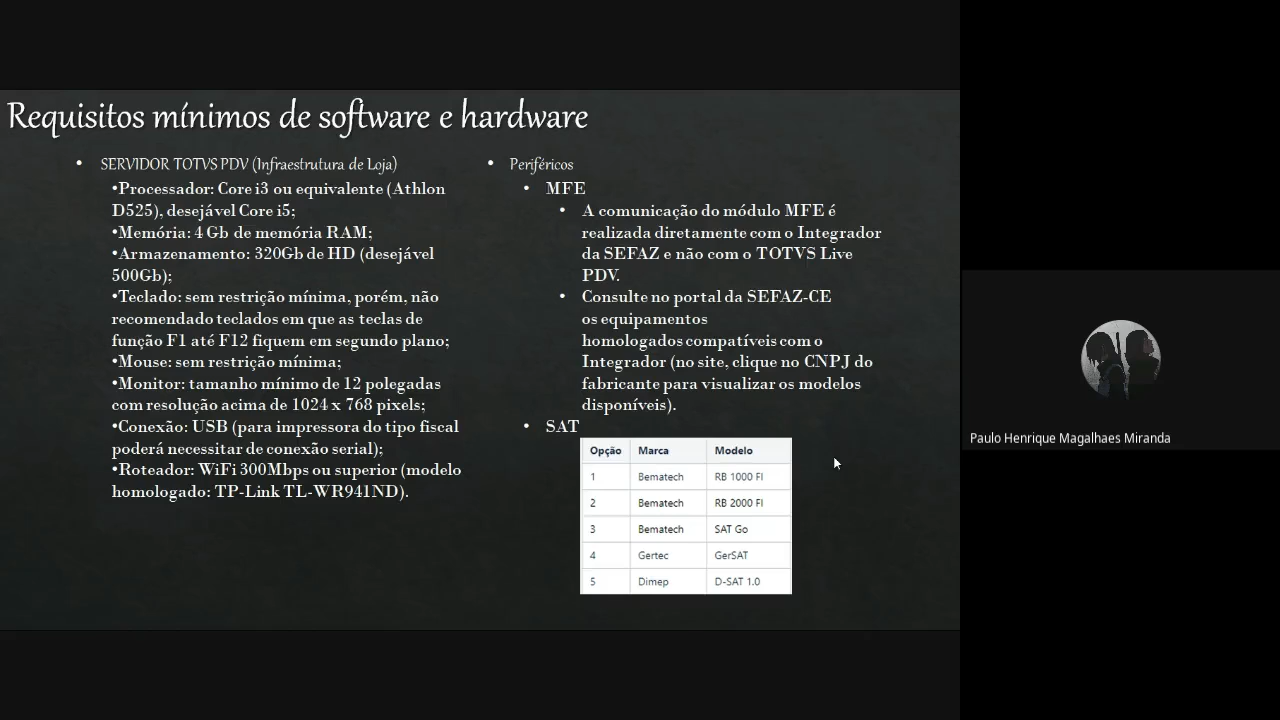 Requisitos mínimos de software e hardware
• SERVIDOR TOTVS PDV (Infraestrutura de Loja)
•Processador: Core i3 ou equivalente (Athlon
D525), desejável Core i5;
•Memória: 4 Gb de memória RAM;
•Armazenamento: 320Gb de HD (desejável
500Gb);
•Teclado: sem restrição mínima, porém, não
recomendado teclados em que as teclas de
função F1 até F12 fiquem em segundo plano;
•Mouse: sem restrição mínima;
•Monitor: tamanho mínimo de 12 polegadas
com resolução acima de 1024 x 768 pixels;
•Conexão: USB (para impressora do tipo fiscal
poderá necessitar de conexão serial);
•Roteador: WiFi 300Mbps ou superior (modelo
homologado: TP-Link TL-WR941ND).
• Periféricos
• MFE
• A comunicação do módulo MFE é
realizada diretamente com o Integrador
da SEFAZ e não com o TOTVS Live
PDV.
• Consulte no portal da SEFAZ-CE
os equipamentos
homologados compatíveis com o
Integrador (no site, clique no CNPJ do
fabricante para visualizar os modelos
disponíveis).
• SAT
Opção Marca Modelo
1 Bematech RB 1000 FI
2 Bematech RB 2000 FI
3 Bematech SAT Go
4 Gertec GerSAT
5 Dimep D-SAT 1.0
Paulo Henrique Magalhaes Miranda